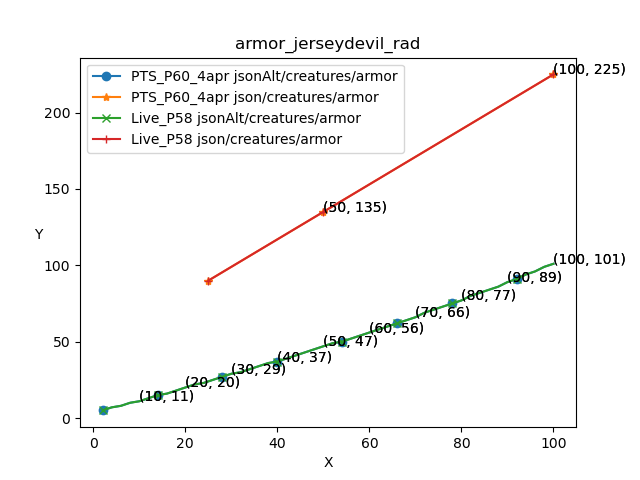 armor_jerseydevil_rad
PTS_P60_4apr jsonAlt/creatures/armor
PTS_P60_4apr json/creatures/armor
Live_P58 jsonAlt/creatures/armor
Live_P58 json/creatures/armor
(100, 225)
(50, 135)
(100, 101)
(90, 89)
(80, 77)
(70, 66)
(60, 56)
(50, 47)
(40, 37)
(30, 29)
(20, 20)
(10, 11)
Y
200
150
100
50
0
0 20 40 60 80 100
X